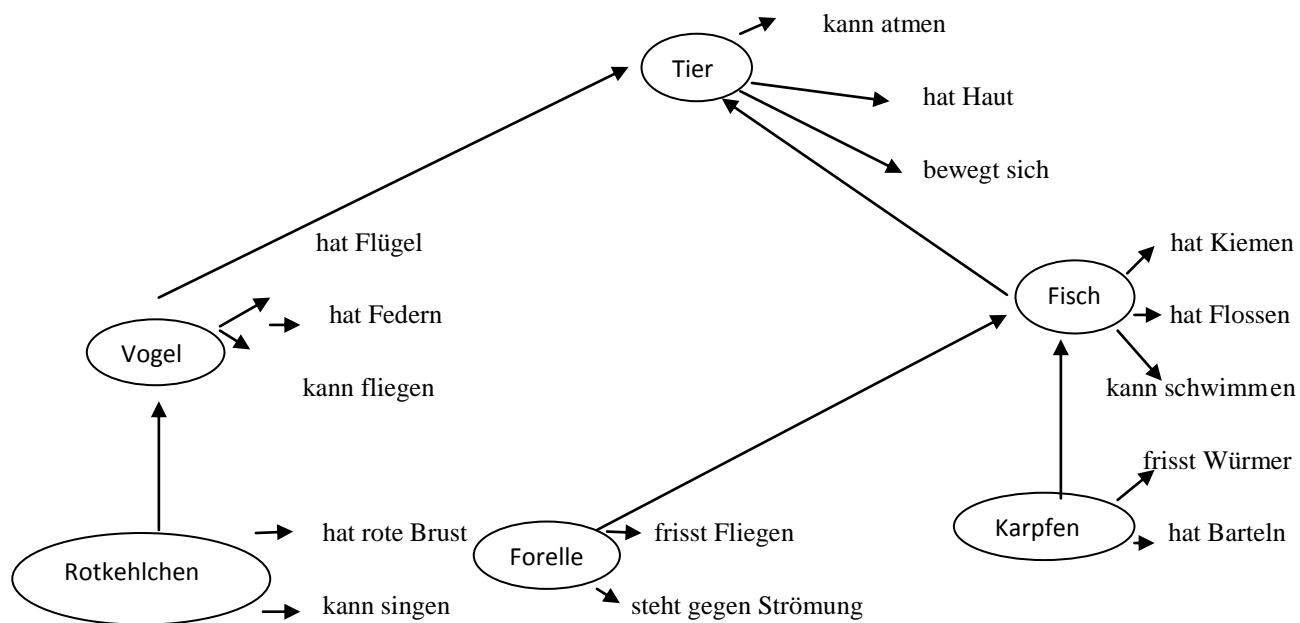 kann atmen
Tier
hat Haut
bewegt sich
hat Flügel
hat Federn
Vogel
kann fliegen
hat Kiemen
Fisch
hat Flossen
kann schwimmen
hat rote Brust
Rotkehlchen
kann singen
frisst Fliegen
Forelle
steht gegen Strömung
frisst Würmer
Karpfen
hat Barteln